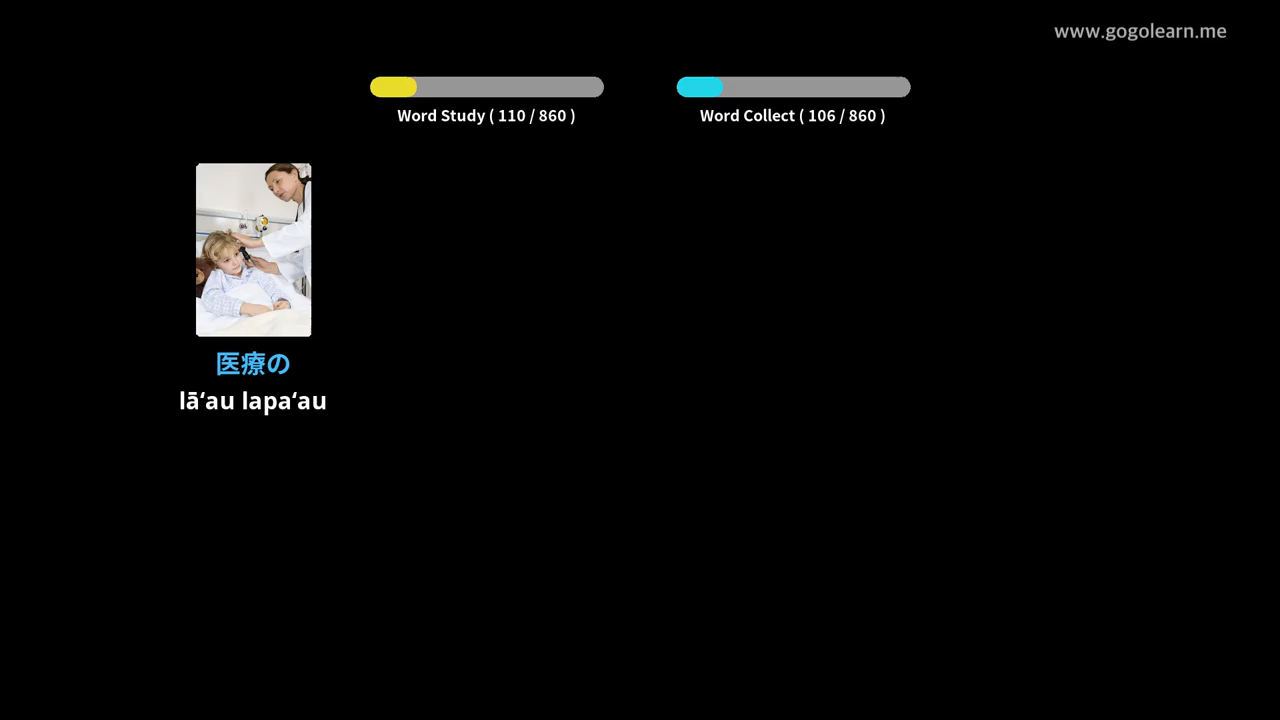 www.gogolearn.me
Word Study ( 110 / 860 )
Word Collect ( 106 / 860 )
医療の
lāʻau lapaʻau